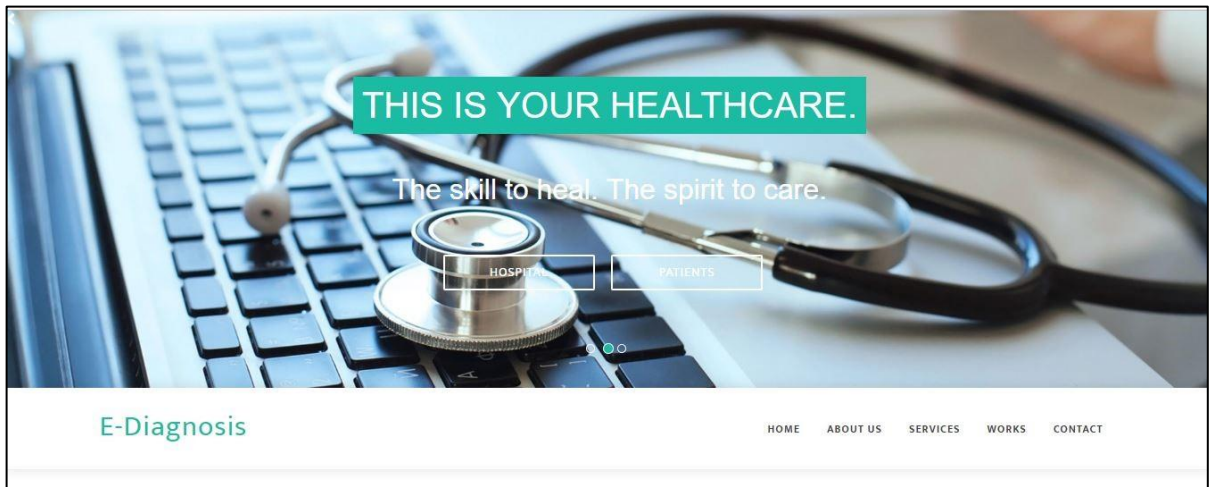 THIS IS YOUR HEALTHCARE.
The skill to heal. The spirit to care.
HOSPITAL PATIENTS
E-Diagnosis HOME ABOUT US SERVICES WORKS CONTACT